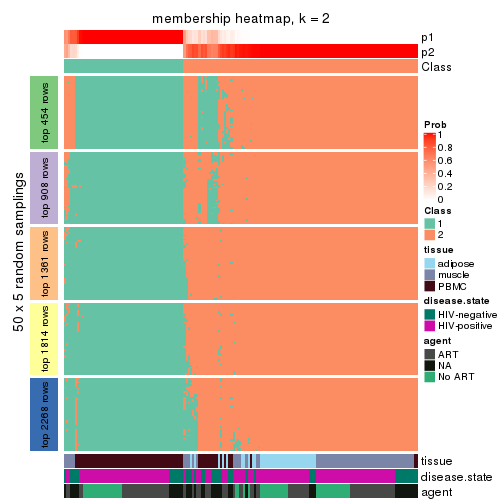 membership heatmap, k = 2
p1
p2
Class
50 x 5 random samplings
top 454 rows
top 908 rows
top 1361 rows
top 1814 rows
top 2268 rows
Prob
1
0.8
0.6
0.4
0.2
0
Class
1
2
tissue
adipose
muscle
PBMC
disease.state
HIV-negative
HIV-positive
agent
ART
NA
No ART
tissue
disease.state
agent